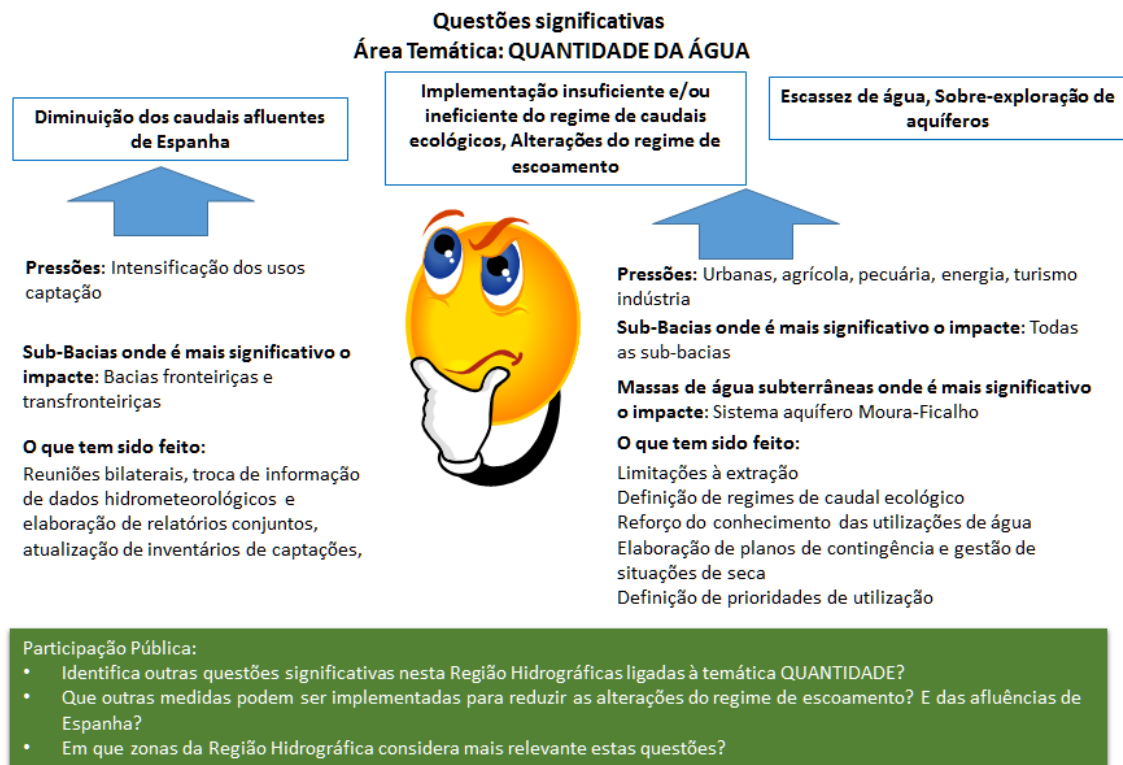 Questões significativas
Área Temática: QUANTIDADE DA ÁGUA
Diminuição dos caudais afluentes
de Espanha
Implementação insuficiente e/ou
ineficiente do regime de caudais
ecológicos, Alterações do regime de
escoamento
Escassez de água, Sobre-exploração de
aquíferos
Pressões: Intensificação dos usos
captação
Sub-Bacias onde é mais significativo o
impacte: Bacias fronteiriças e
transfronteiriças
O que tem sido feito:
Reuniões bilaterais, troca de informação
de dados hidrometeorológicos e
elaboração de relatórios conjuntos,
atualização de inventários de captações,
Pressões: Urbanas, agrícola, pecuária, energia, turismo
indústria
Sub-Bacias onde é mais significativo o impacte: Todas
as sub-bacias
Massas de água subterrâneas onde é mais significativo
o impacte: Sistema aquífero Moura-Ficalho
O que tem sido feito:
Limitações à extração
Definição de regimes de caudal ecológico
Reforço do conhecimento das utilizações de água
Elaboração de planos de contingência e gestão de
situações de seca
Definição de prioridades de utilização
Participação Pública:
• Identifica outras questões significativas nesta Região Hidrográficas ligadas à temática QUANTIDADE?
• Que outras medidas podem ser implementadas para reduzir as alterações do regime de escoamento? E das afluências de
Espanha?
• Em que zonas da Região Hidrográfica considera mais relevante estas questões?